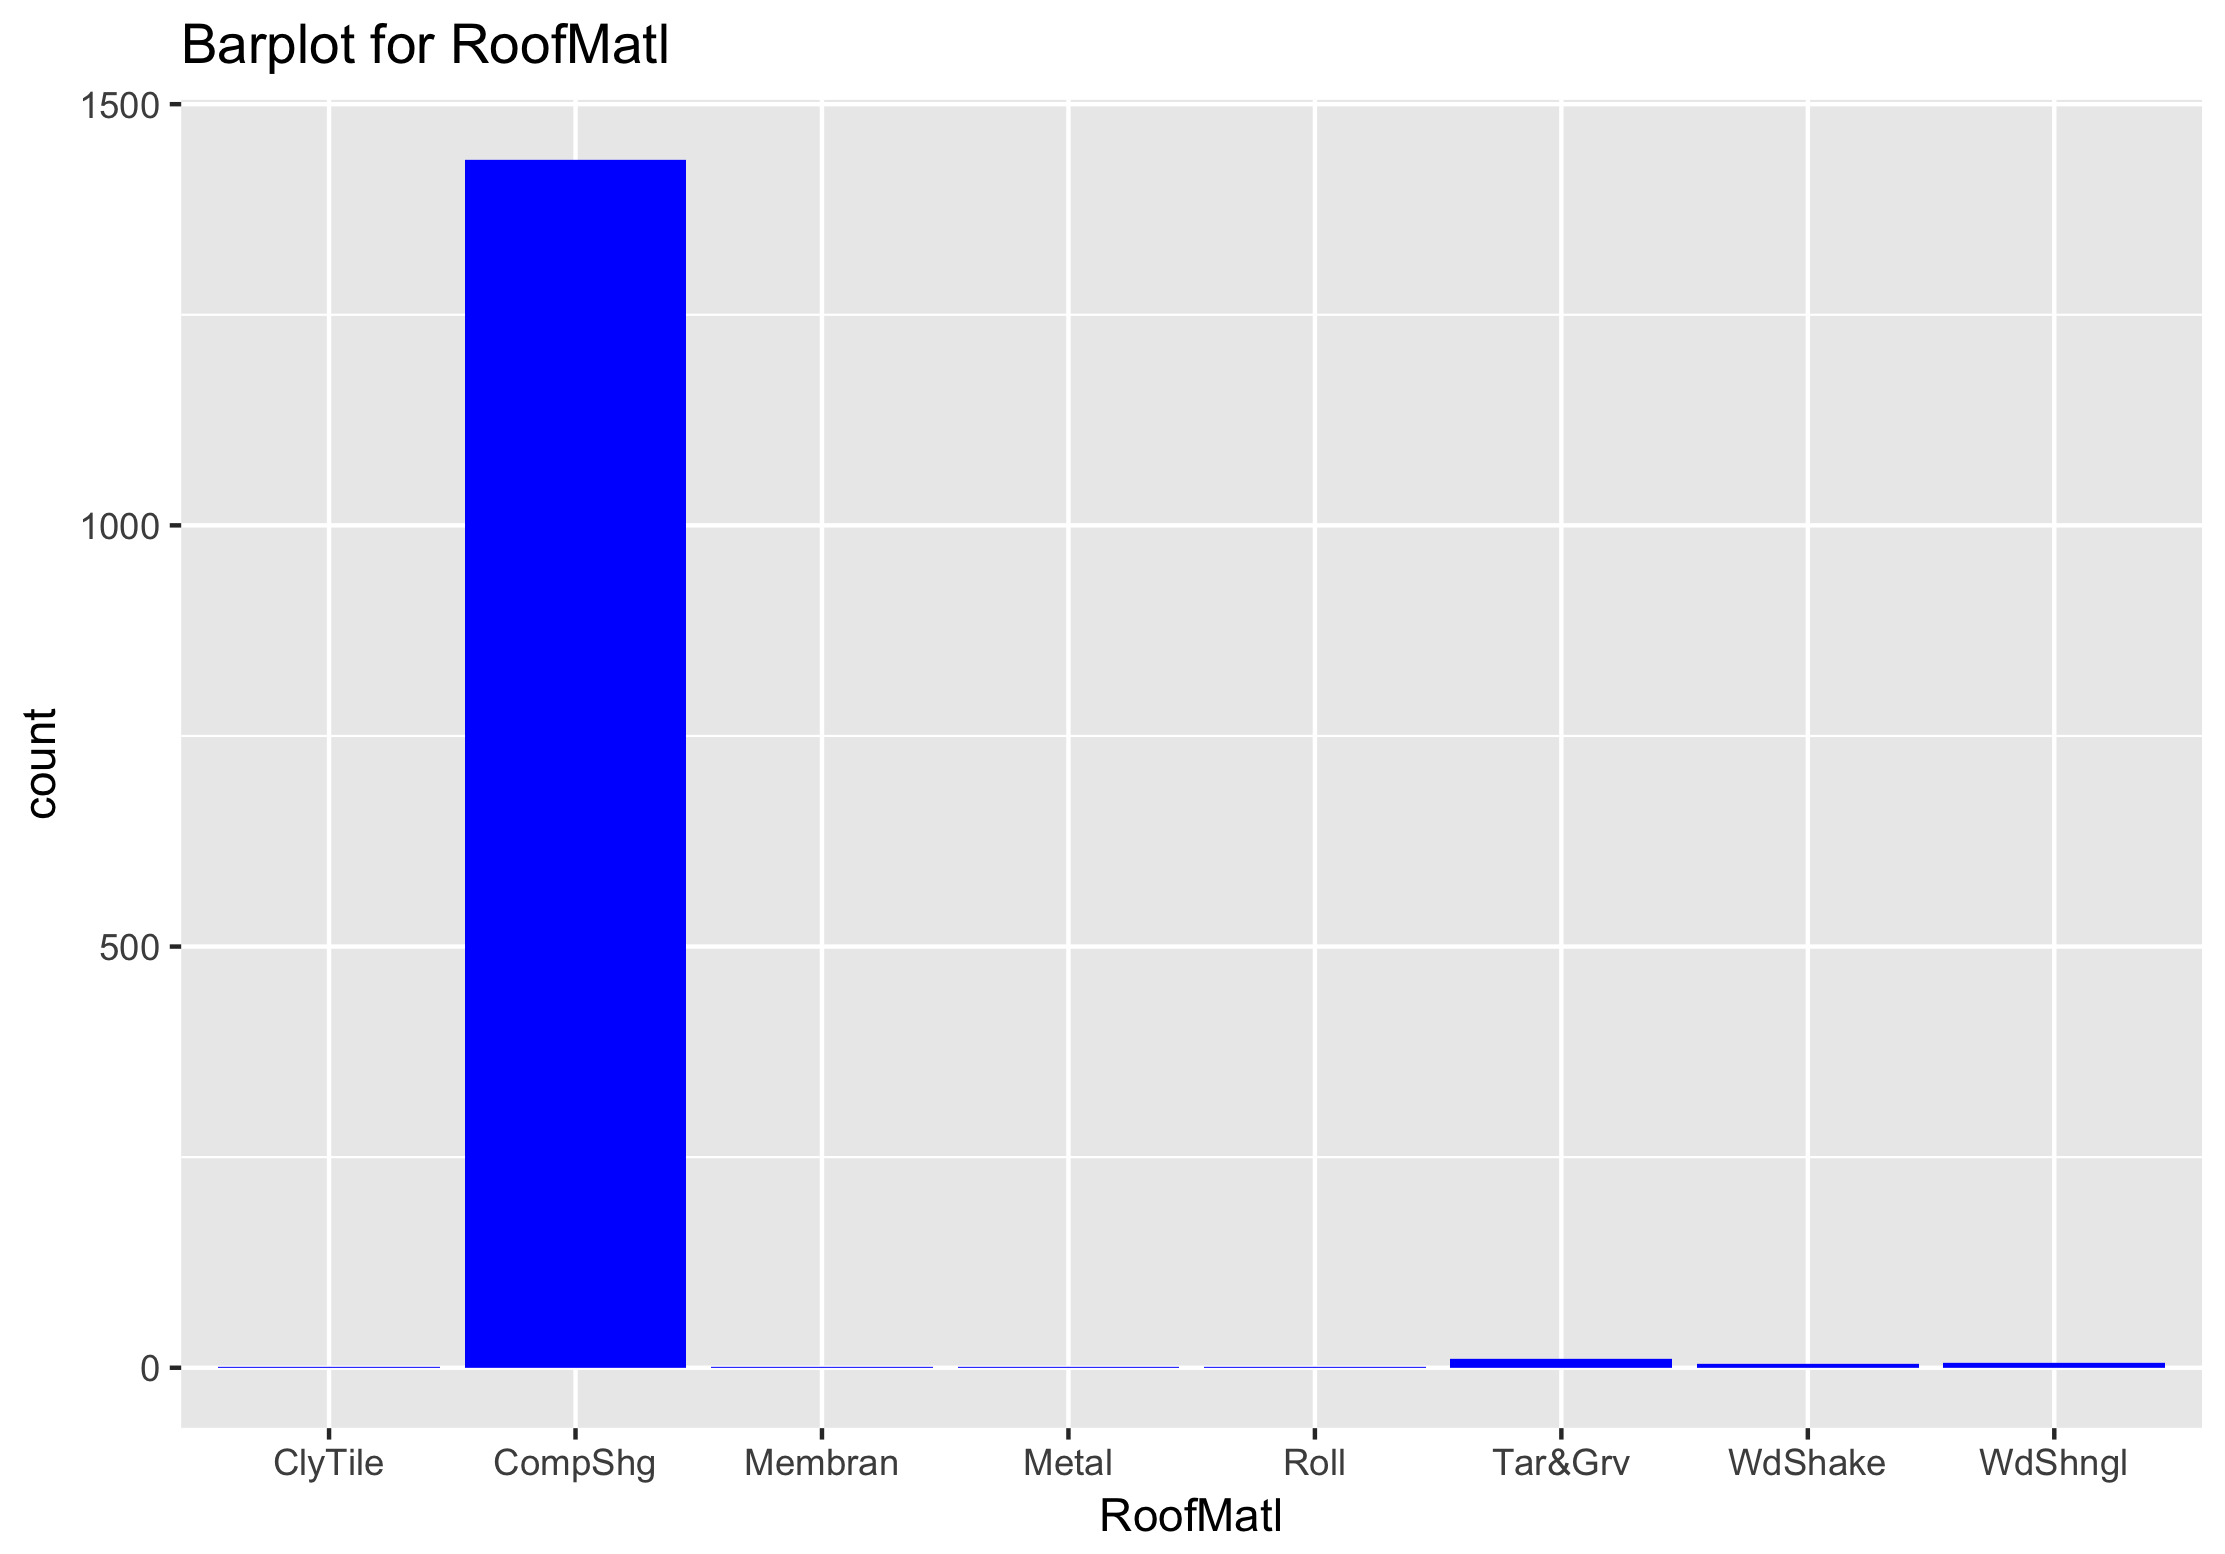 Barplot for RoofMatl
1500
1000
500
0
count
ClyTile CompShg Membran Metal Roll Tar&Grv WdShake WdShngl
RoofMatl